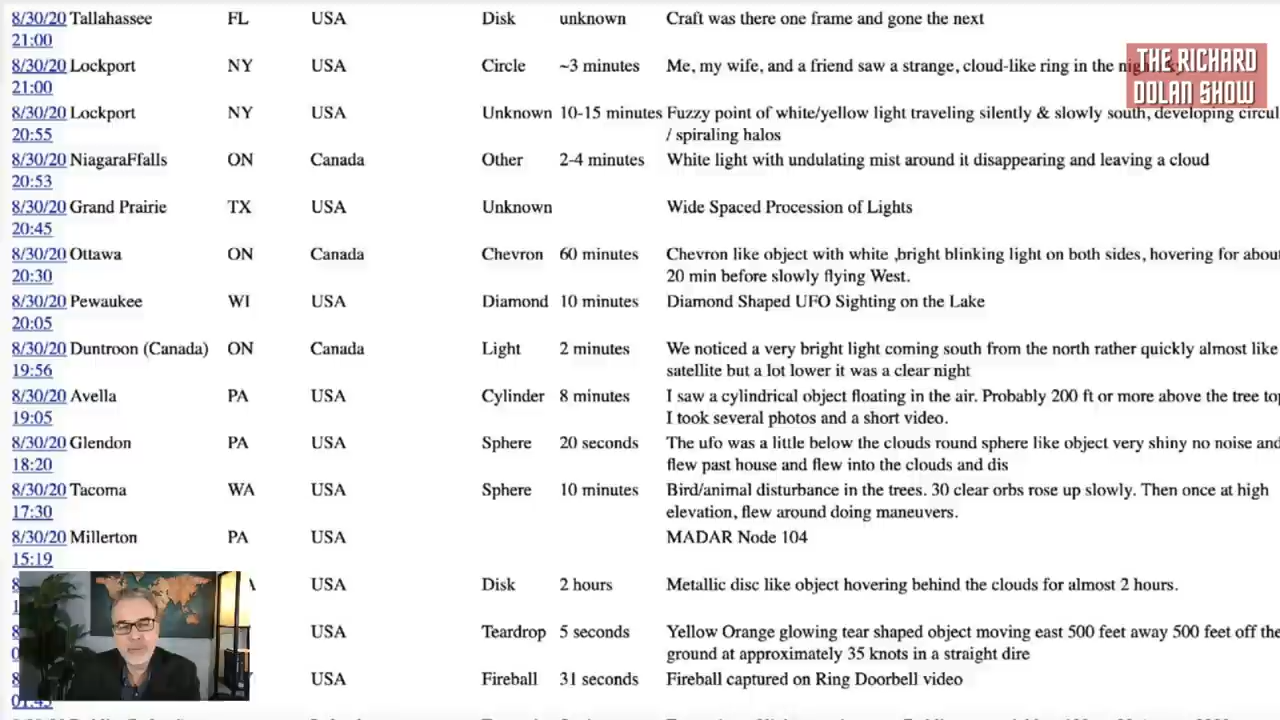 8/30/20 Tallahassee FL USA Disk unknown Craft was there one frame and gone the next
21:00
THE RICHARD
DOLAN SHOW
8/30/20 Lockport NY USA Circle ~3 minutes Me, my wife, and a friend saw a strange, cloud-like ring in the
21:00
8/30/20 Lockport NY USA Unknown 10-15 minutes Fuzzy point of white/yellow light traveling silently & slowly south, developing circul
20:55 / spiraling halos
8/30/20 NiagaraFfalls ON Canada Other 2-4 minutes White light with undulating mist around it disappearing and leaving a cloud
20:53
8/30/20 Grand Prairie TX USA Unknown Wide Spaced Procession of Lights
20:45
8/30/20 Ottawa ON Canada Chevron 60 minutes Chevron like object with white ,bright blinking light on both sides, hovering for about
20:30 20 min before slowly flying West.
8/30/20 Pewaukee WI USA Diamond 10 minutes Diamond Shaped UFO Sighting on the Lake
20:05
8/30/20 Duntroon (Canada) ON Canada Light 2 minutes We noticed a very bright light coming south from the north rather quickly almost like
19:56 satellite but a lot lower it was a clear night
8/30/20 Avella PA USA Cylinder 8 minutes I saw a cylindrical object floating in the air. Probably 200 ft or more above the tree top
19:05 I took several photos and a short video.
8/30/20 Glendon PA USA Sphere 20 seconds The ufo was a little below the clouds round sphere like object very shiny no noise and
18:20 flew past house and flew into the clouds and dis
8/30/20 Tacoma WA USA Sphere 10 minutes Bird/animal disturbance in the trees. 30 clear orbs rose up slowly. Then once at high
17:30 elevation, flew around doing maneuvers.
8/30/20 Millerton PA USA MADAR Node 104
15:19
USA Disk 2 hours Metallic disc like object hovering behind the clouds for almost 2 hours.
USA Teardrop 5 seconds Yellow Orange glowing tear shaped object moving east 500 feet away 500 feet off the
ground at approximately 35 knots in a straight dire
USA Fireball 31 seconds Fireball captured on Ring Doorbell video
01:45